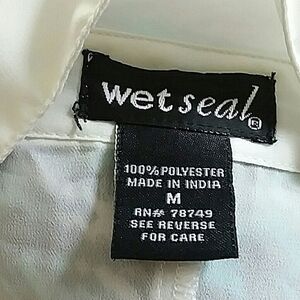 wet seal®
100% POLYESTER
MADE IN INDIA
M
RN# 78749
SEE REVERSE
FOR CARE